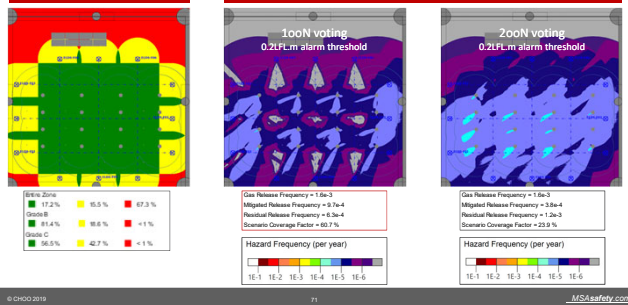 1ooN voting
0.2LFL.m alarm threshold
2ooN voting
0.2LFL.m alarm threshold
Entire Zone
17.2% 15.5 % 67.3 %
Grade B
81.4% 18.6 % <1 %
Grade C
56.5% 42.7 % < 1 %
Gas Release Frequency = 1.6e-3
Mitigated Release Frequency = 9.7e-4
Residual Release Frequency = 6.3e-4
Scenario Coverage Factor = 60.7 %
Hazard Frequency (per year)
1E-1 1E-2 1E-3 1E-4 1E-5 1E-6
Gas Release Frequency = 1.6e-3
Mitigated Release Frequency = 3.8e-4
Residual Release Frequency = 1.2e-3
Scenario Coverage Factor = 23.9 %
Hazard Frequency (per year)
1E-1 1E-2 1E-3 1E-4 1E-5 1E-6
© CHOO 2019
71
MSAsafety.com